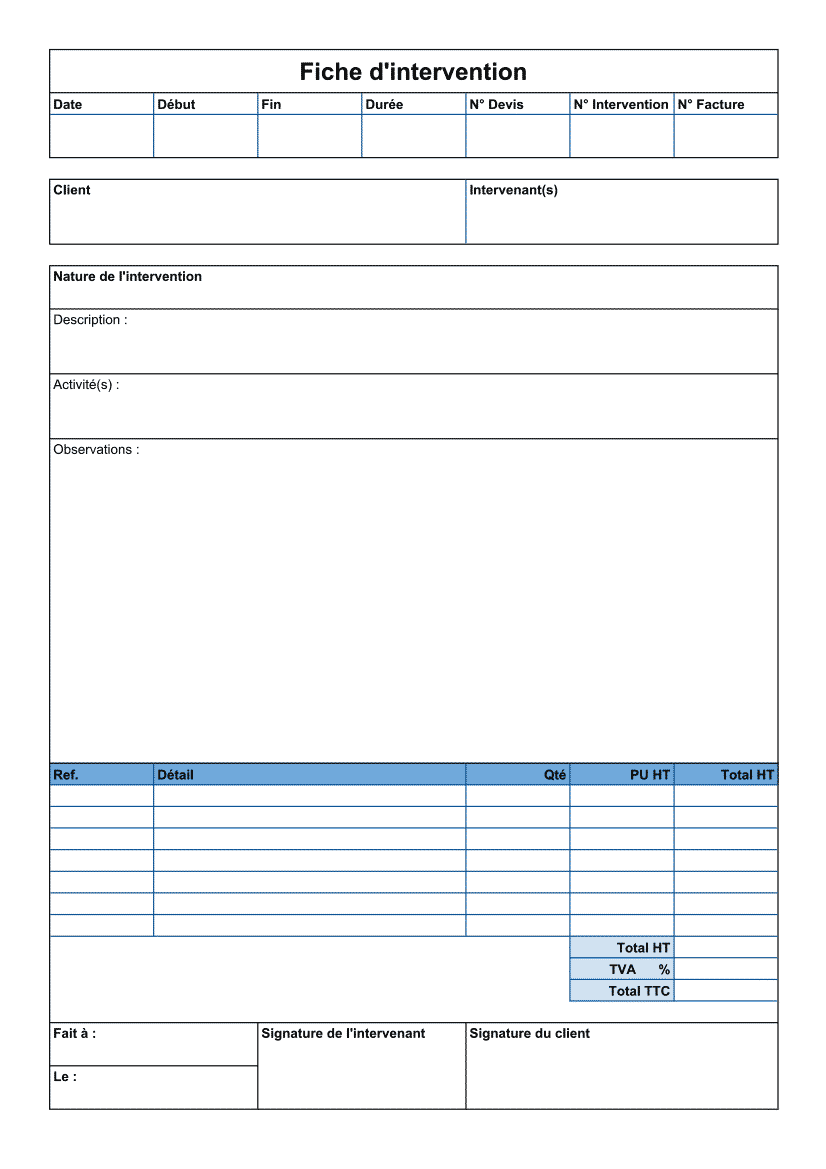 Fiche d'intervention
Date Début Fin Durée N° Devis N° Intervention N° Facture
Client Intervenant(s)
Nature de l'intervention
Description :
Activité(s) :
Observations :
Ref. Détail Qté PU HT Total HT
Total HT
TVA %
Total TTC
Fait à : Signature de l'intervenant Signature du client
Le :